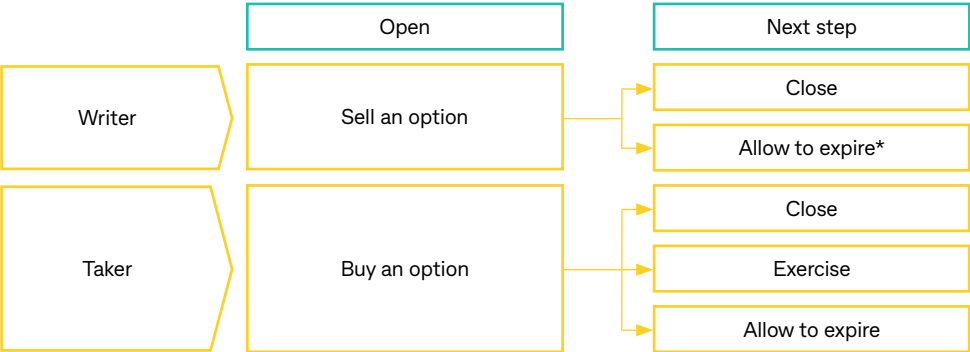 Open
Next step
Writer
Sell an option
Close
Allow to expire*
Taker
Buy an option
Close
Exercise
Allow to expire